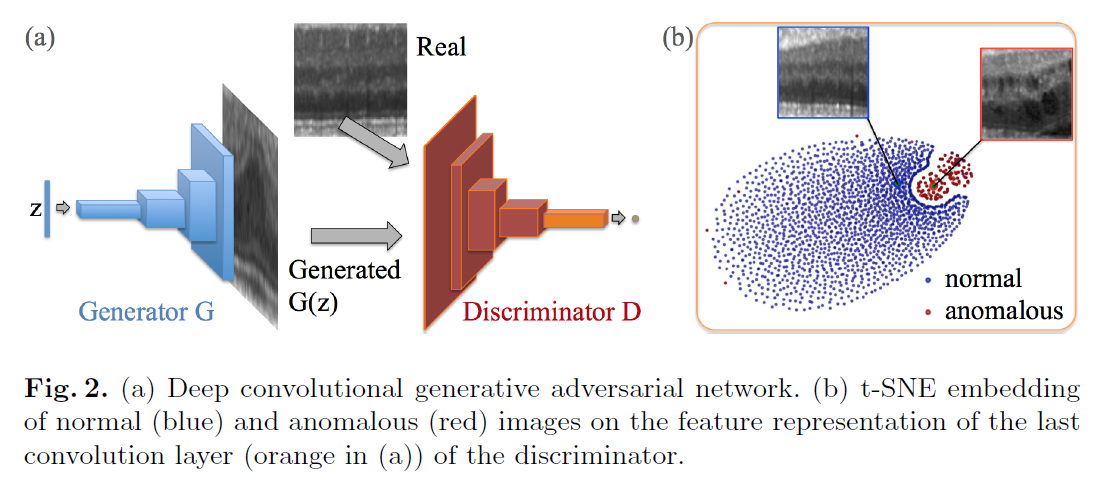 (a)
Real
(b)
z
Generated
G(z)
Generator G
Discriminator D
normal
anomalous
Fig. 2. (a) Deep convolutional generative adversarial network. (b) t-SNE embedding
of normal (blue) and anomalous (red) images on the feature representation of the last
convolution layer (orange in (a)) of the discriminator.